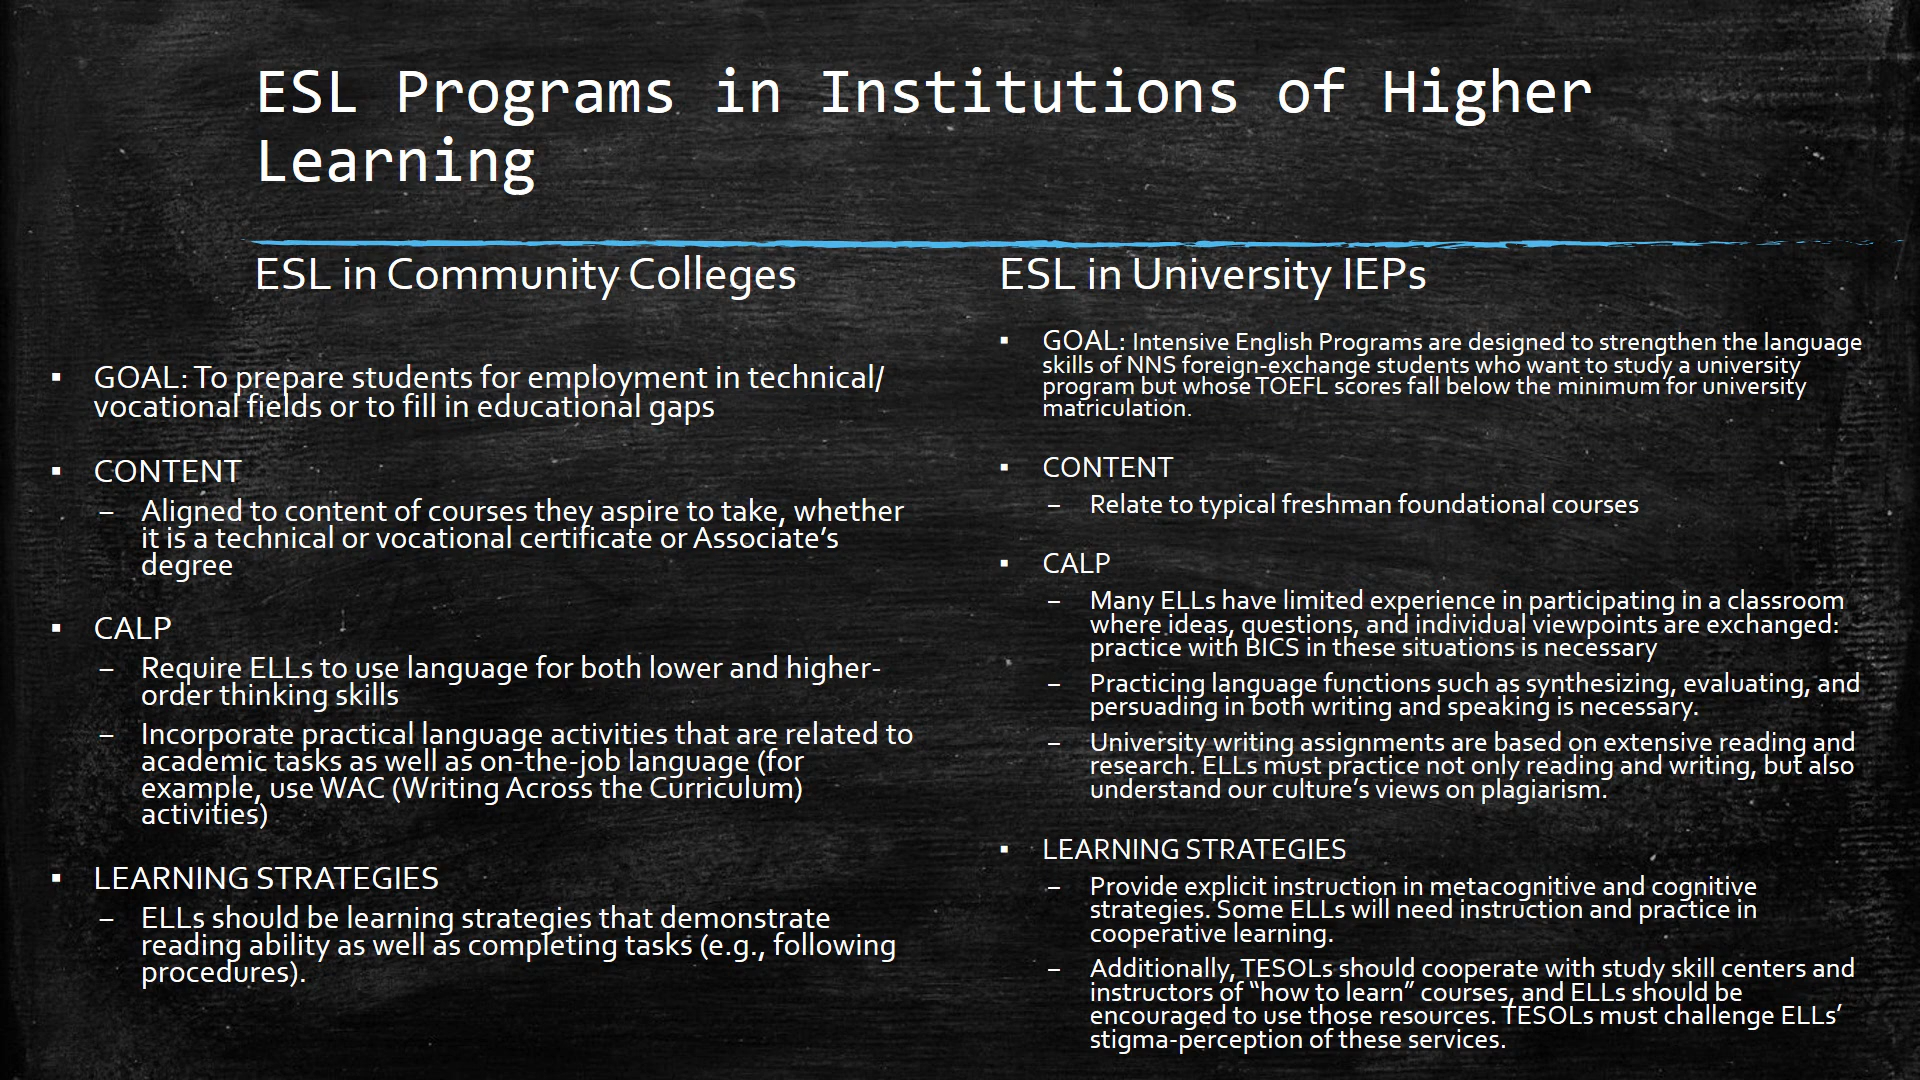 ESL Programs in Institutions of Higher
Learning
ESL in Community Colleges
▪ GOAL: To prepare students for employment in technical/
vocational fields or to fill in educational gaps
▪ CONTENT
– Aligned to content of courses they aspire to take, whether
it is a technical or vocational certificate or Associate’s
degree
▪ CALP
– Require ELLs to use language for both lower and higher-
order thinking skills
– Incorporate practical language activities that are related to
academic tasks as well as on-the-job language (for
example, use WAC (Writing Across the Curriculum)
activities)
▪ LEARNING STRATEGIES
– ELLs should be learning strategies that demonstrate
reading ability as well as completing tasks (e.g., following
procedures).
ESL in University IEPs
▪ GOAL: Intensive English Programs are designed to strengthen the language
skills of NNS foreign-exchange students who want to study a university
program but whose TOEFL scores fall below the minimum for university
matriculation.
▪ CONTENT
– Relate to typical freshman foundational courses
▪ CALP
– Many ELLs have limited experience in participating in a classroom
where ideas, questions, and individual viewpoints are exchanged:
practice with BICS in these situations is necessary
– Practicing language functions such as synthesizing, evaluating, and
persuading in both writing and speaking is necessary.
– University writing assignments are based on extensive reading and
research. ELLs must practice not only reading and writing, but also
understand our culture’s views on plagiarism.
▪ LEARNING STRATEGIES
– Provide explicit instruction in metacognitive and cognitive
strategies. Some ELLs will need instruction and practice in
cooperative learning.
– Additionally, TESOLs should cooperate with study skill centers and
instructors of “how to learn” courses, and ELLs should be
encouraged to use those resources. TESOLs must challenge ELLs’
stigma-perception of these services.